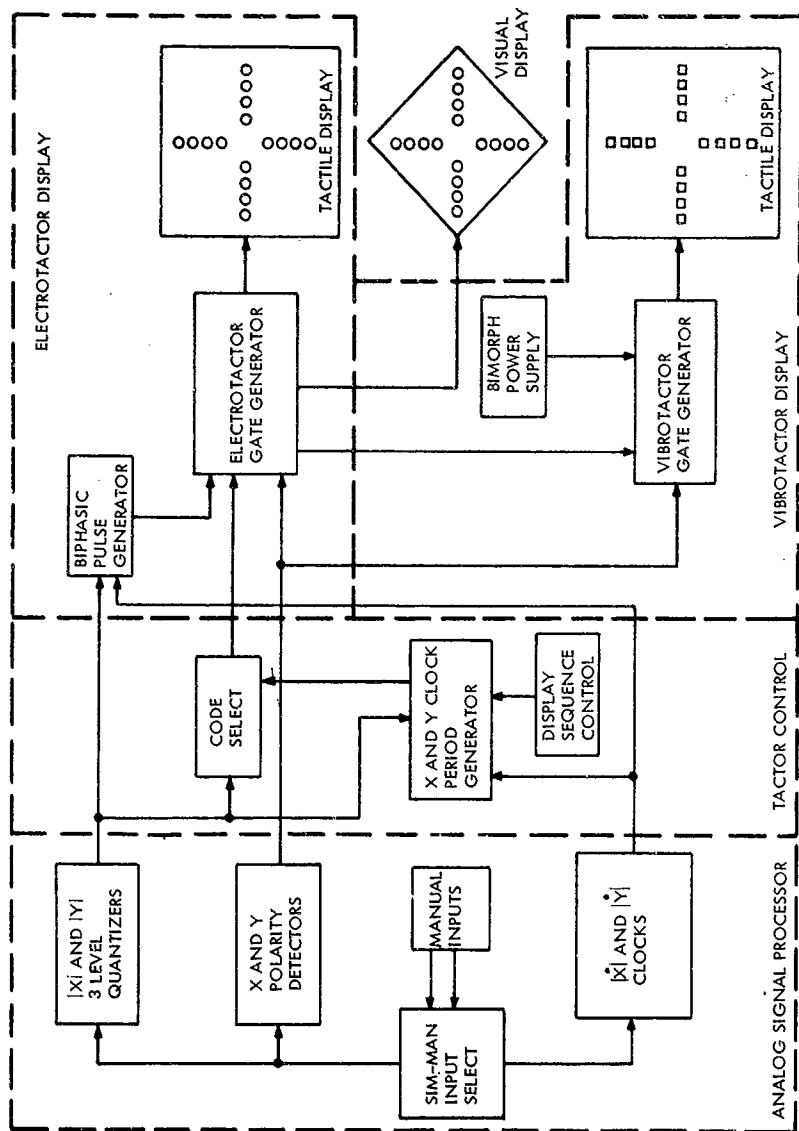 ELECTROTACTOR DISPLAY
BIPHASIC
PULSE
GENERATOR
ELECTROTACTOR
GATE GENERATOR
TACTILE DISPLAY
VISUAL
DISPLAY
BIMORPH
POWER
SUPPLY
VIBROTACTOR
GATE GENERATOR
TACTILE DISPLAY
VIBROTACTOR DISPLAY
CODE
SELECT
X AND Y CLOCK
PERIOD
GENERATOR
DISPLAY
SEQUENCE
CONTROL
TACTOR CONTROL
|X| AND |Y|
3 LEVEL
QUANTIZERS
X AND Y
POLARITY
DETECTORS
MANUAL
INPUTS
SIM-MAN
INPUT
SELECT
|Ẋ| AND |Ẏ|
CLOCKS
ANALOG SIGNAL PROCESSOR